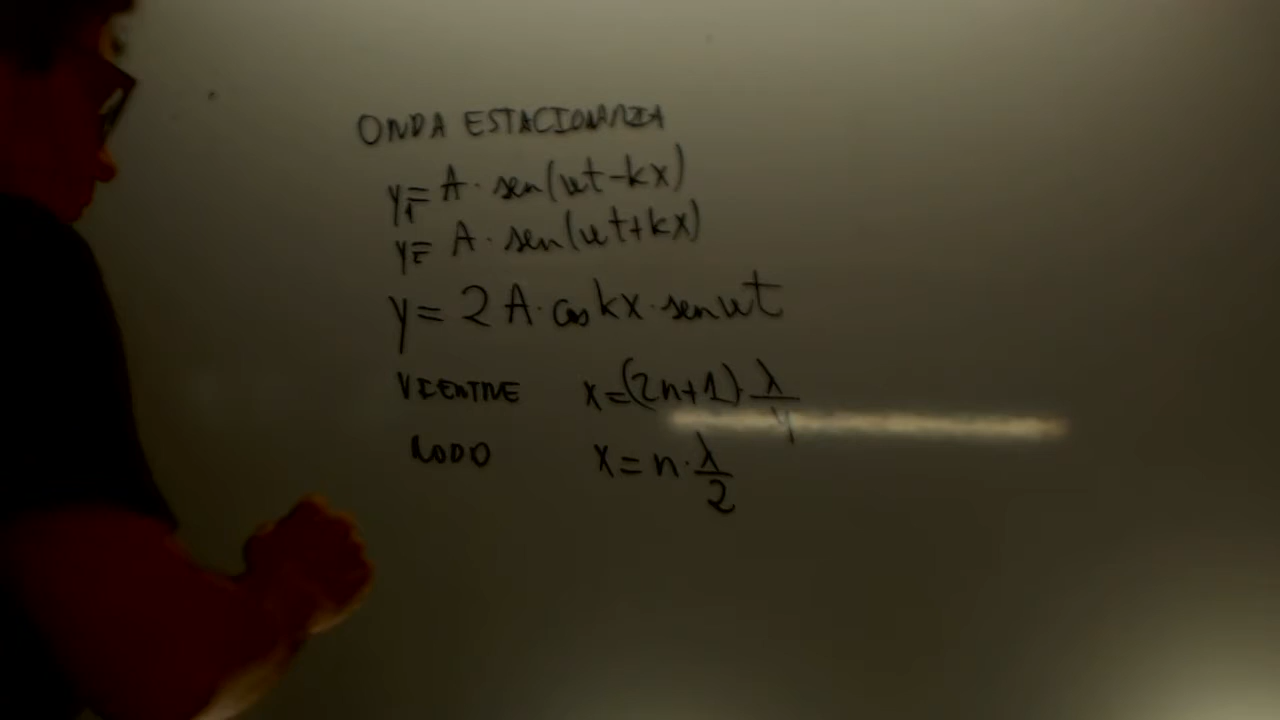 ONDA ESTACIONARIA
y₁= A · sen(ωt-kx)
y₂= A · sen(ωt+kx)
y= 2A·cos kx·sen ωt
VIENTRE x=(2n+1)·λ/4
NODO x=n·λ/2